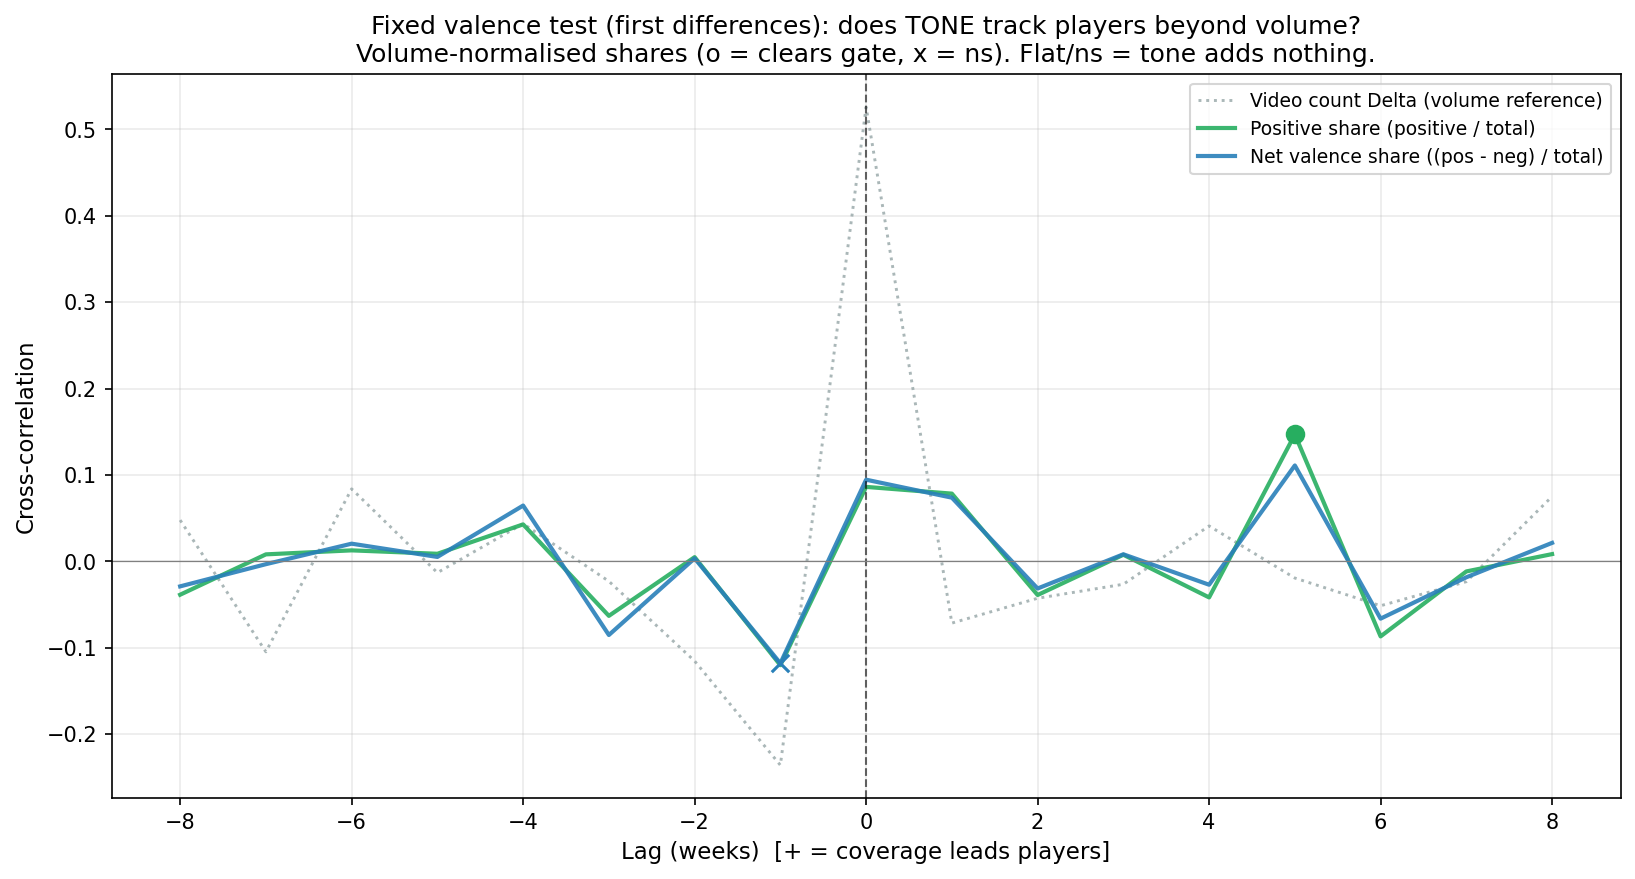 Fixed valence test (first differences): does TONE track players beyond volume?
Volume-normalised shares (o = clears gate, x = ns). Flat/ns = tone adds nothing.
Video count Delta (volume reference)
Positive share (positive / total)
Net valence share ((pos - neg) / total)
Cross-correlation
0.5
0.4
0.3
0.2
0.1
0.0
−0.1
−0.2
−8 −6 −4 −2 0 2 4 6 8
Lag (weeks)  [+ = coverage leads players]